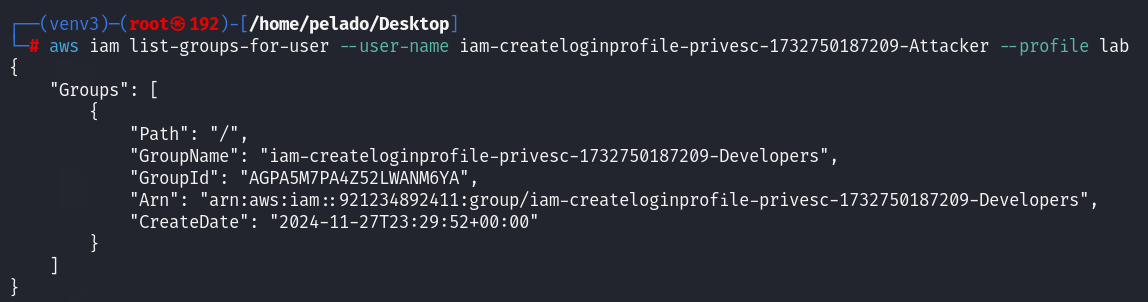 ┌──(venv3)─(root㉿192)-[/home/pelado/Desktop]
└─# aws iam list-groups-for-user --user-name iam-createloginprofile-privesc-1732750187209-Attacker --profile lab
{
    "Groups": [
        {
            "Path": "/",
            "GroupName": "iam-createloginprofile-privesc-1732750187209-Developers",
            "GroupId": "AGPA5M7PA4Z52LWANM6YA",
            "Arn": "arn:aws:iam::921234892411:group/iam-createloginprofile-privesc-1732750187209-Developers",
            "CreateDate": "2024-11-27T23:29:52+00:00"
        }
    ]
}